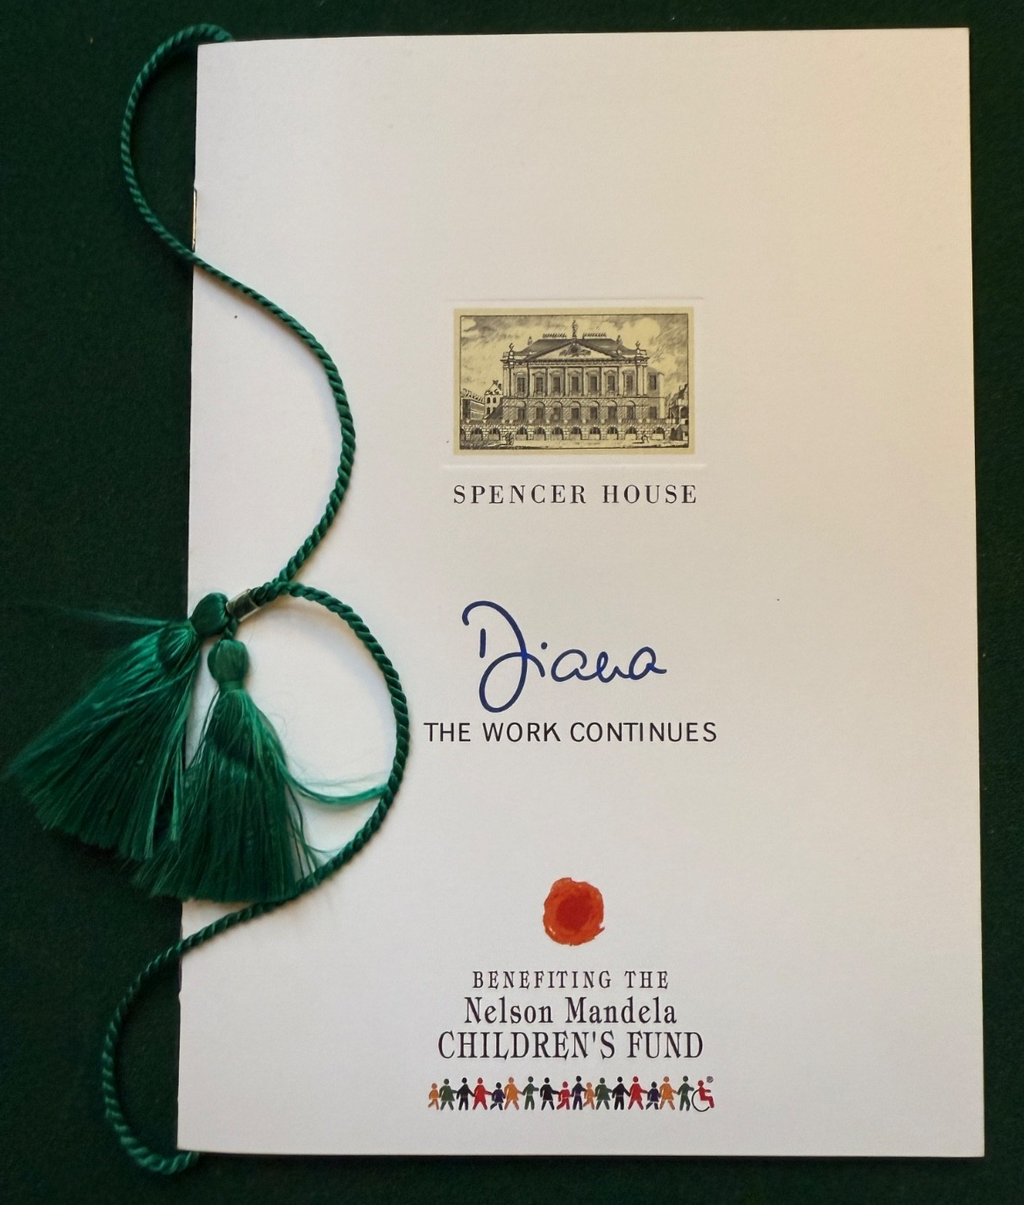 SPENCER HOUSE
Diana
THE WORK CONTINUES
BENEFITING THE
Nelson Mandela
CHILDREN'S FUND
®